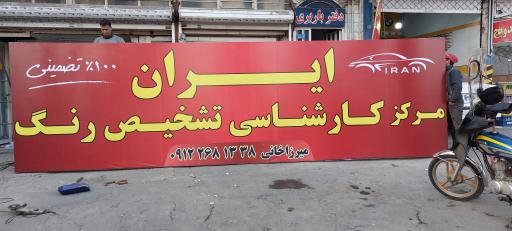 دفتر باربری
۱۰۰٪ تضمینی
ایران
IRAN
مرکز کارشناسی تشخیص رنگ
میرزاخانی ۰۹۱۲ ۲۶۸ ۱۳ ۳۸